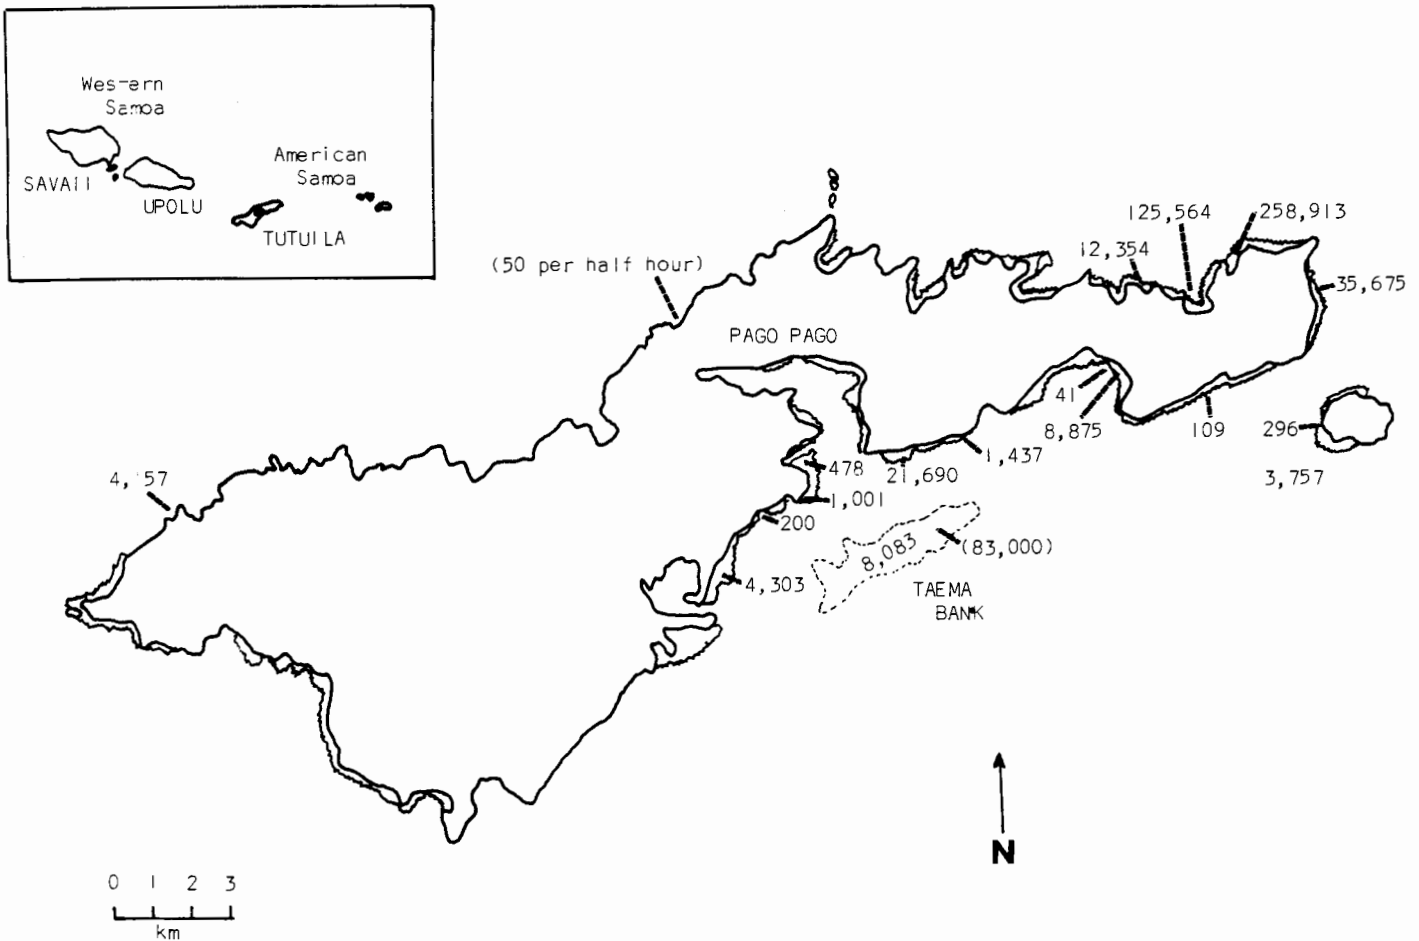 Western
Samoa
American
Samoa
SAVAII
UPOLU
TUTUILA
125,564
258,913
12,354
(50 per half hour)
35,675
PAGO PAGO
41
8,875
109
296
1,437
478
21,690
3,757
1,001
200
8,083
(83,000)
4,303
TAEMA
BANK
N
0 1 2 3
km